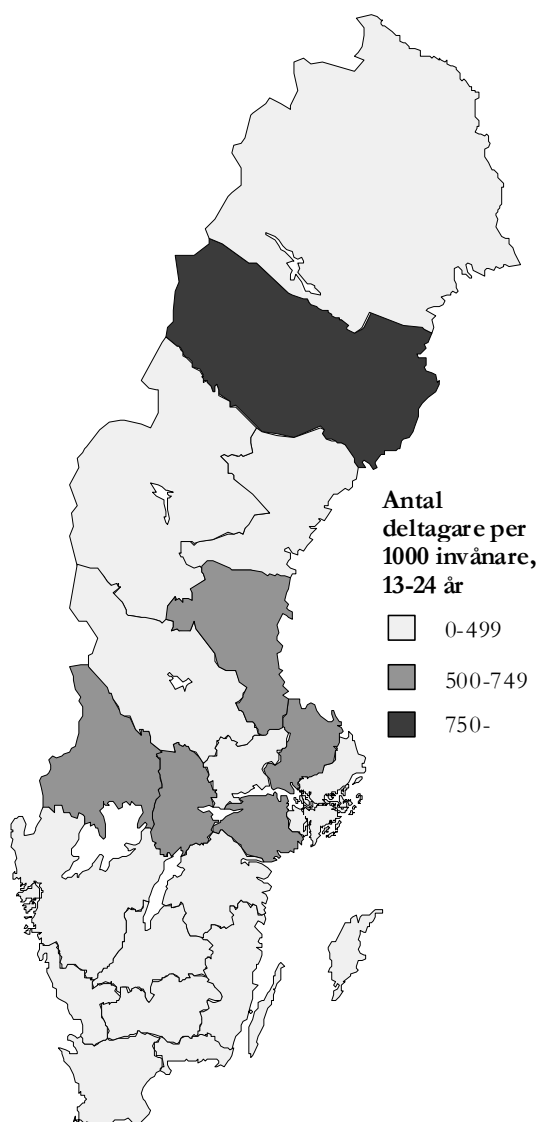 Antal
deltagare per
1000 invånare,
13-24 år
0-499
500-749
750-